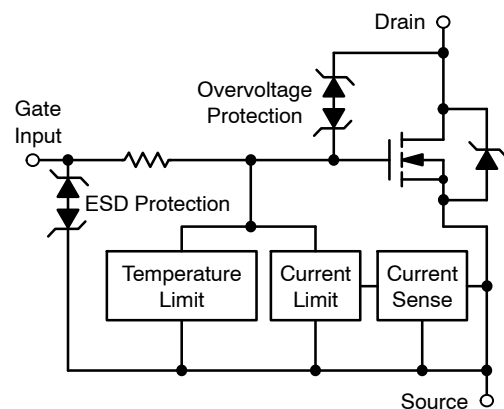 Drain
Overvoltage
Protection
Gate
Input
ESD Protection
Temperature
Limit
Current
Limit
Current
Sense
Source